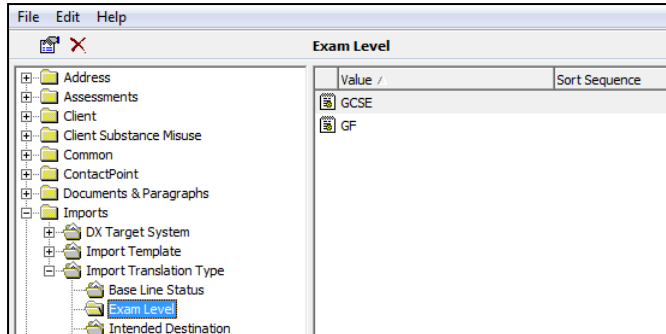 File Edit Help
Exam Level
Address
Assessments
Client
Client Substance Misuse
Common
ContactPoint
Documents & Paragraphs
Imports
DX Target System
Import Template
Import Translation Type
Base Line Status
Exam Level
Intended Destination
Value Sort Sequence
GCSE
GF